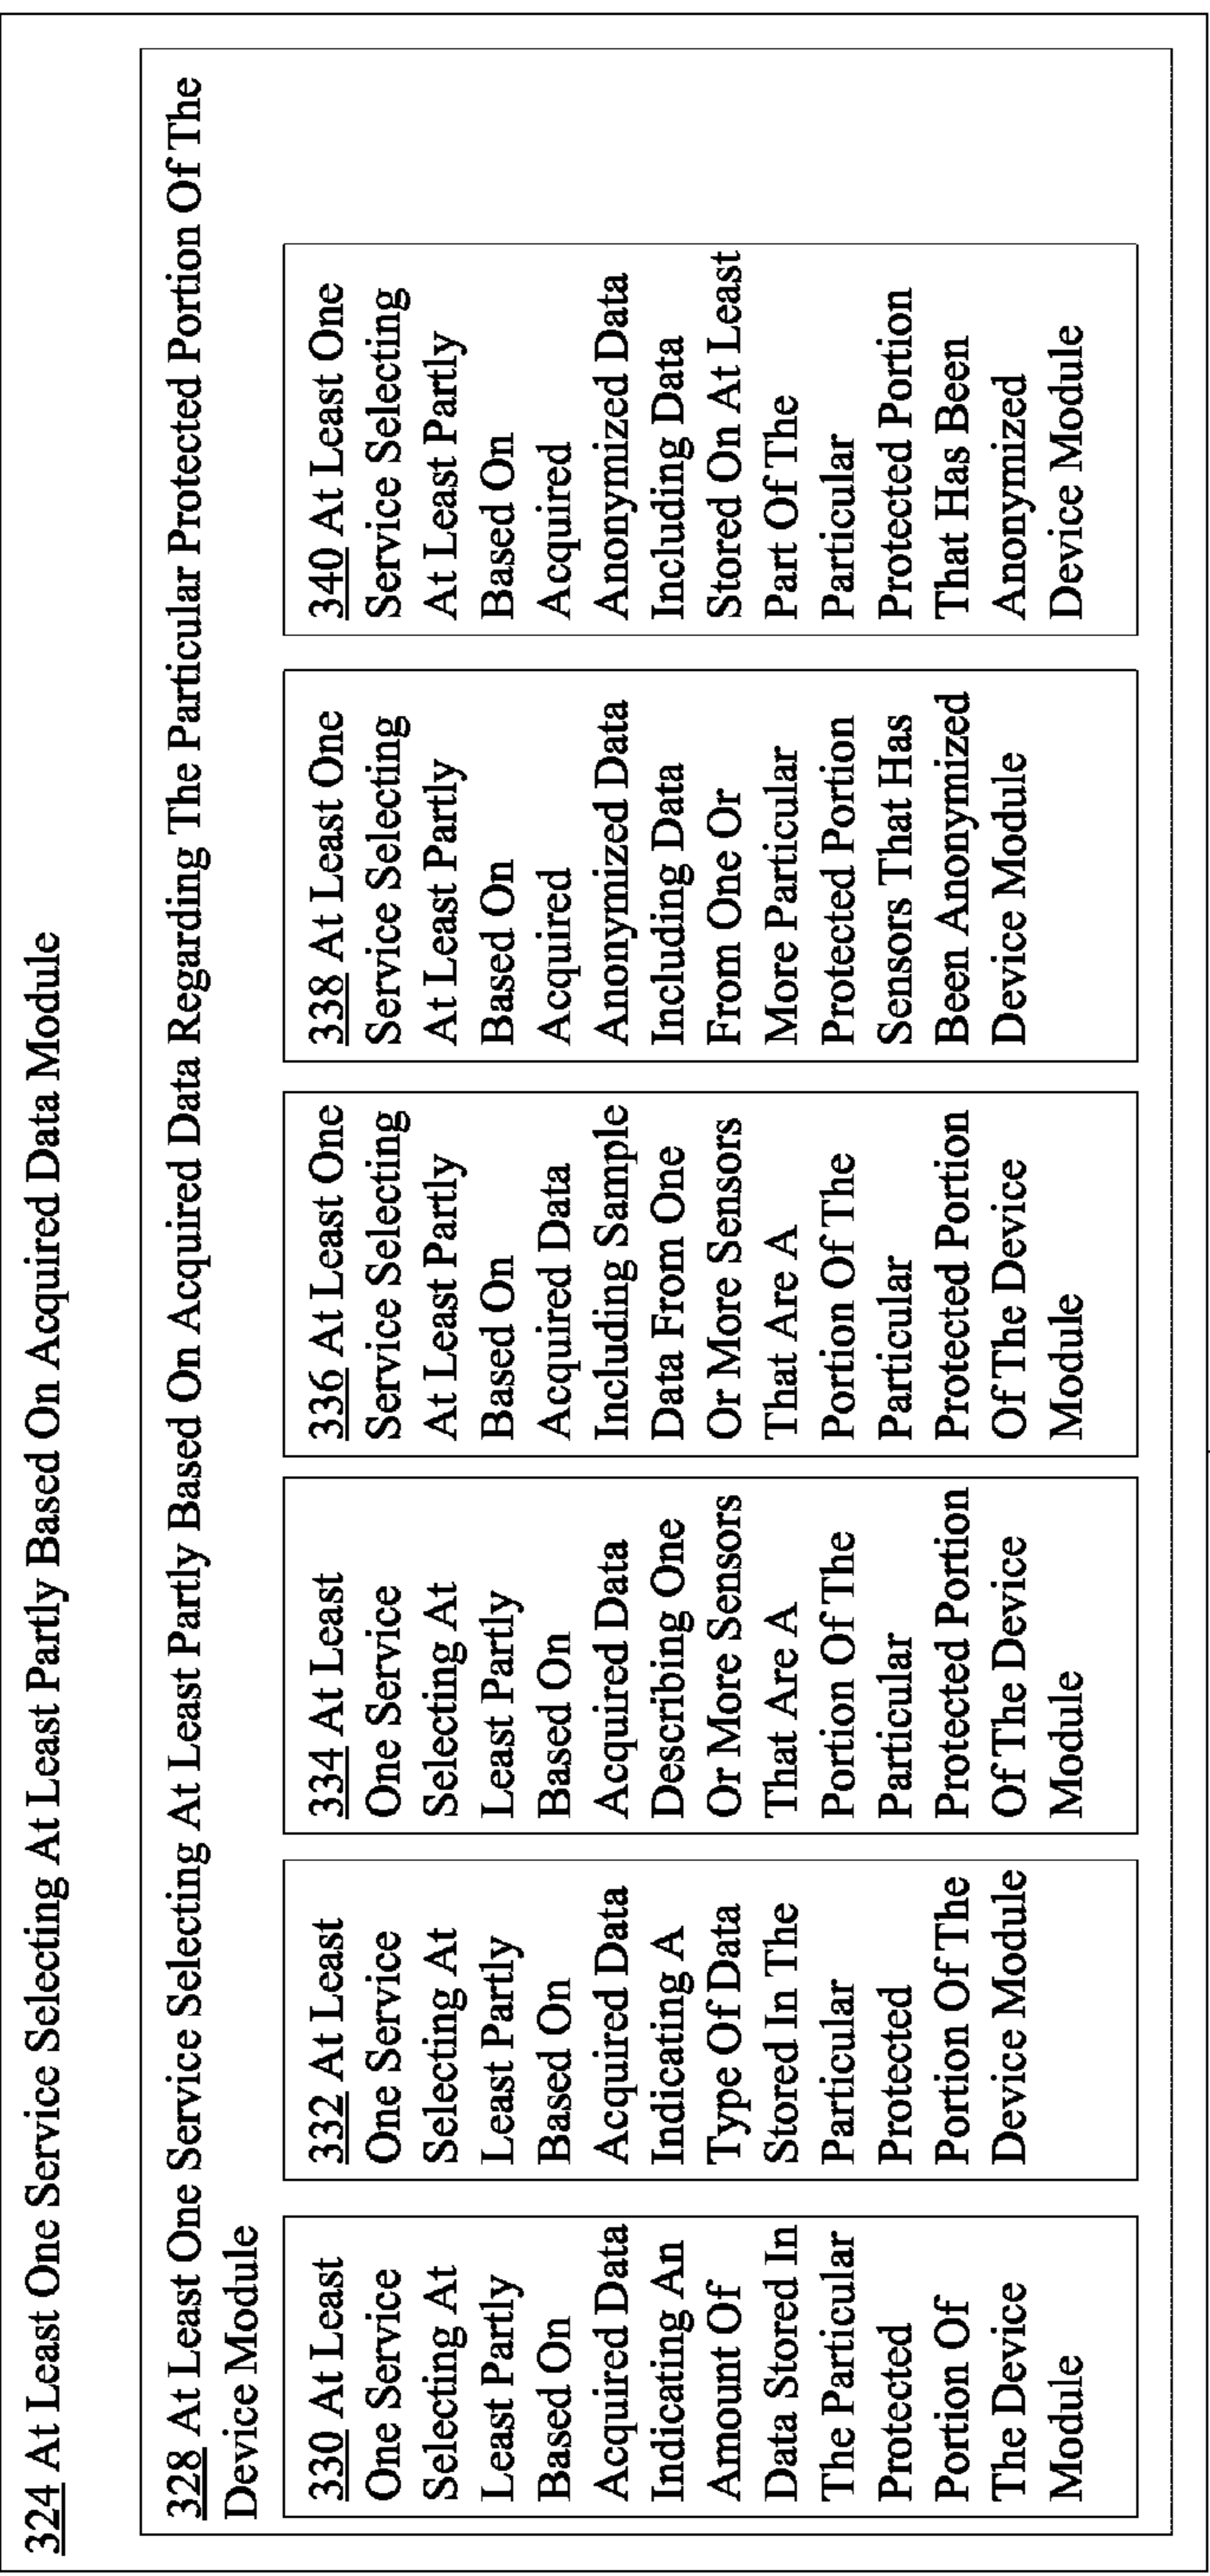 324 At Least One Service Selecting At Least Partly Based On Acquired Data Module
328 At Least One Service Selecting At Least Partly Based On Acquired Data Regarding The Particular Protected Portion Of The
Device Module
330 At Least
One Service
Selecting At
Least Partly
Based On
Acquired Data
Indicating An
Amount Of
Data Stored In
The Particular
Protected
Portion Of
The Device
Module
332 At Least
One Service
Selecting At
Least Partly
Based On
Acquired Data
Indicating A
Type Of Data
Stored In The
Particular
Protected
Portion Of The
Device Module
334 At Least
One Service
Selecting At
Least Partly
Based On
Acquired Data
Describing One
Or More Sensors
That Are A
Portion Of The
Particular
Protected Portion
Of The Device
Module
336 At Least One
Service Selecting
At Least Partly
Based On
Acquired Data
Including Sample
Data From One
Or More Sensors
That Are A
Portion Of The
Particular
Protected Portion
Of The Device
Module
338 At Least One
Service Selecting
At Least Partly
Based On
Acquired
Anonymized Data
Including Data
From One Or
More Particular
Protected Portion
Sensors That Has
Been Anonymized
Device Module
340 At Least One
Service Selecting
At Least Partly
Based On
Acquired
Anonymized Data
Including Data
Stored On At Least
Part Of The
Particular
Protected Portion
That Has Been
Anonymized
Device Module